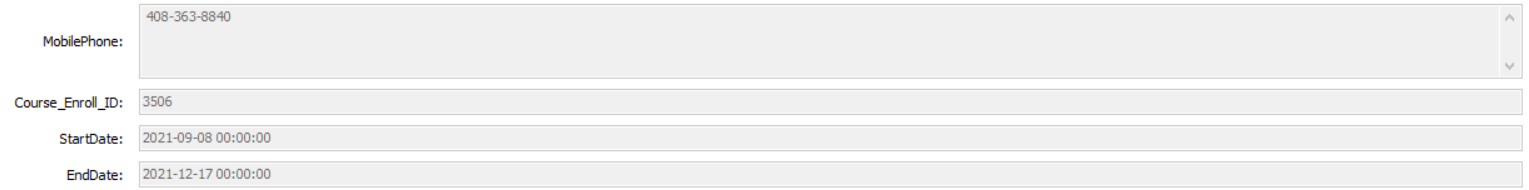 MobilePhone: 408-363-8840
Course_Enroll_ID: 3506
StartDate: 2021-09-08 00:00:00
EndDate: 2021-12-17 00:00:00